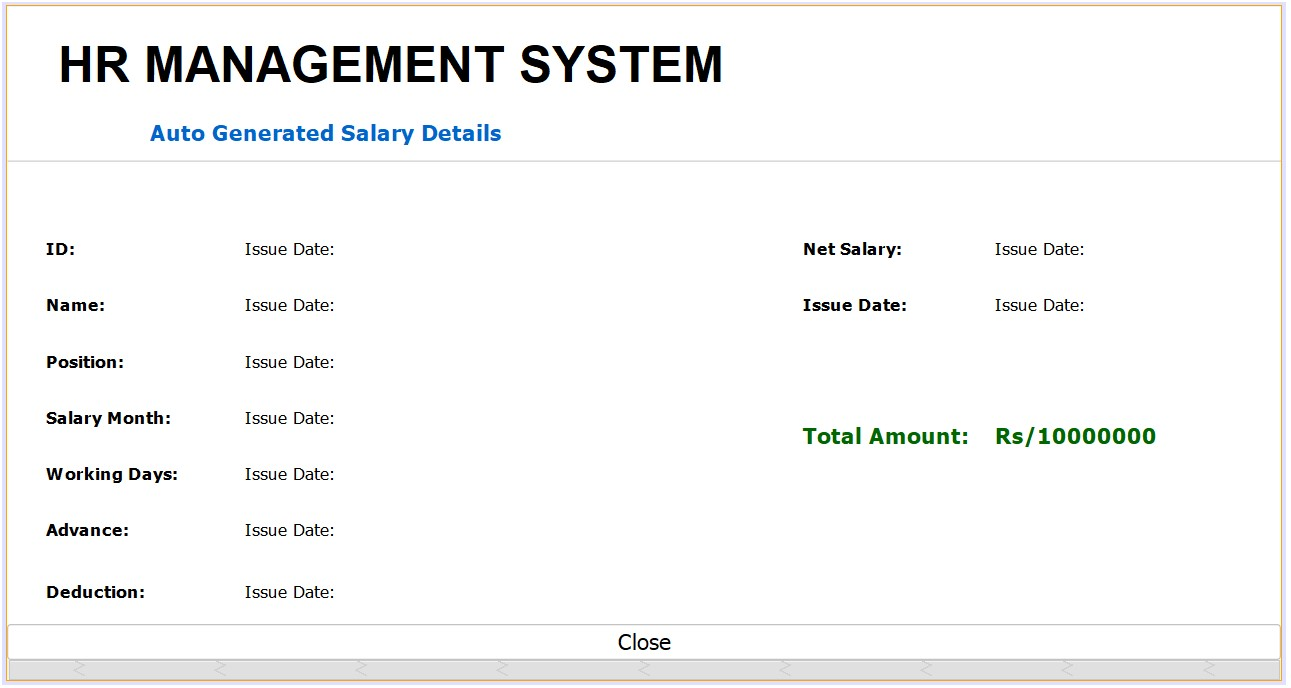 HR MANAGEMENT SYSTEM
Auto Generated Salary Details
ID: Issue Date: Net Salary: Issue Date:
Name: Issue Date: Issue Date: Issue Date:
Position: Issue Date:
Salary Month: Issue Date:
Total Amount: Rs/10000000
Working Days: Issue Date:
Advance: Issue Date:
Deduction: Issue Date:
Close